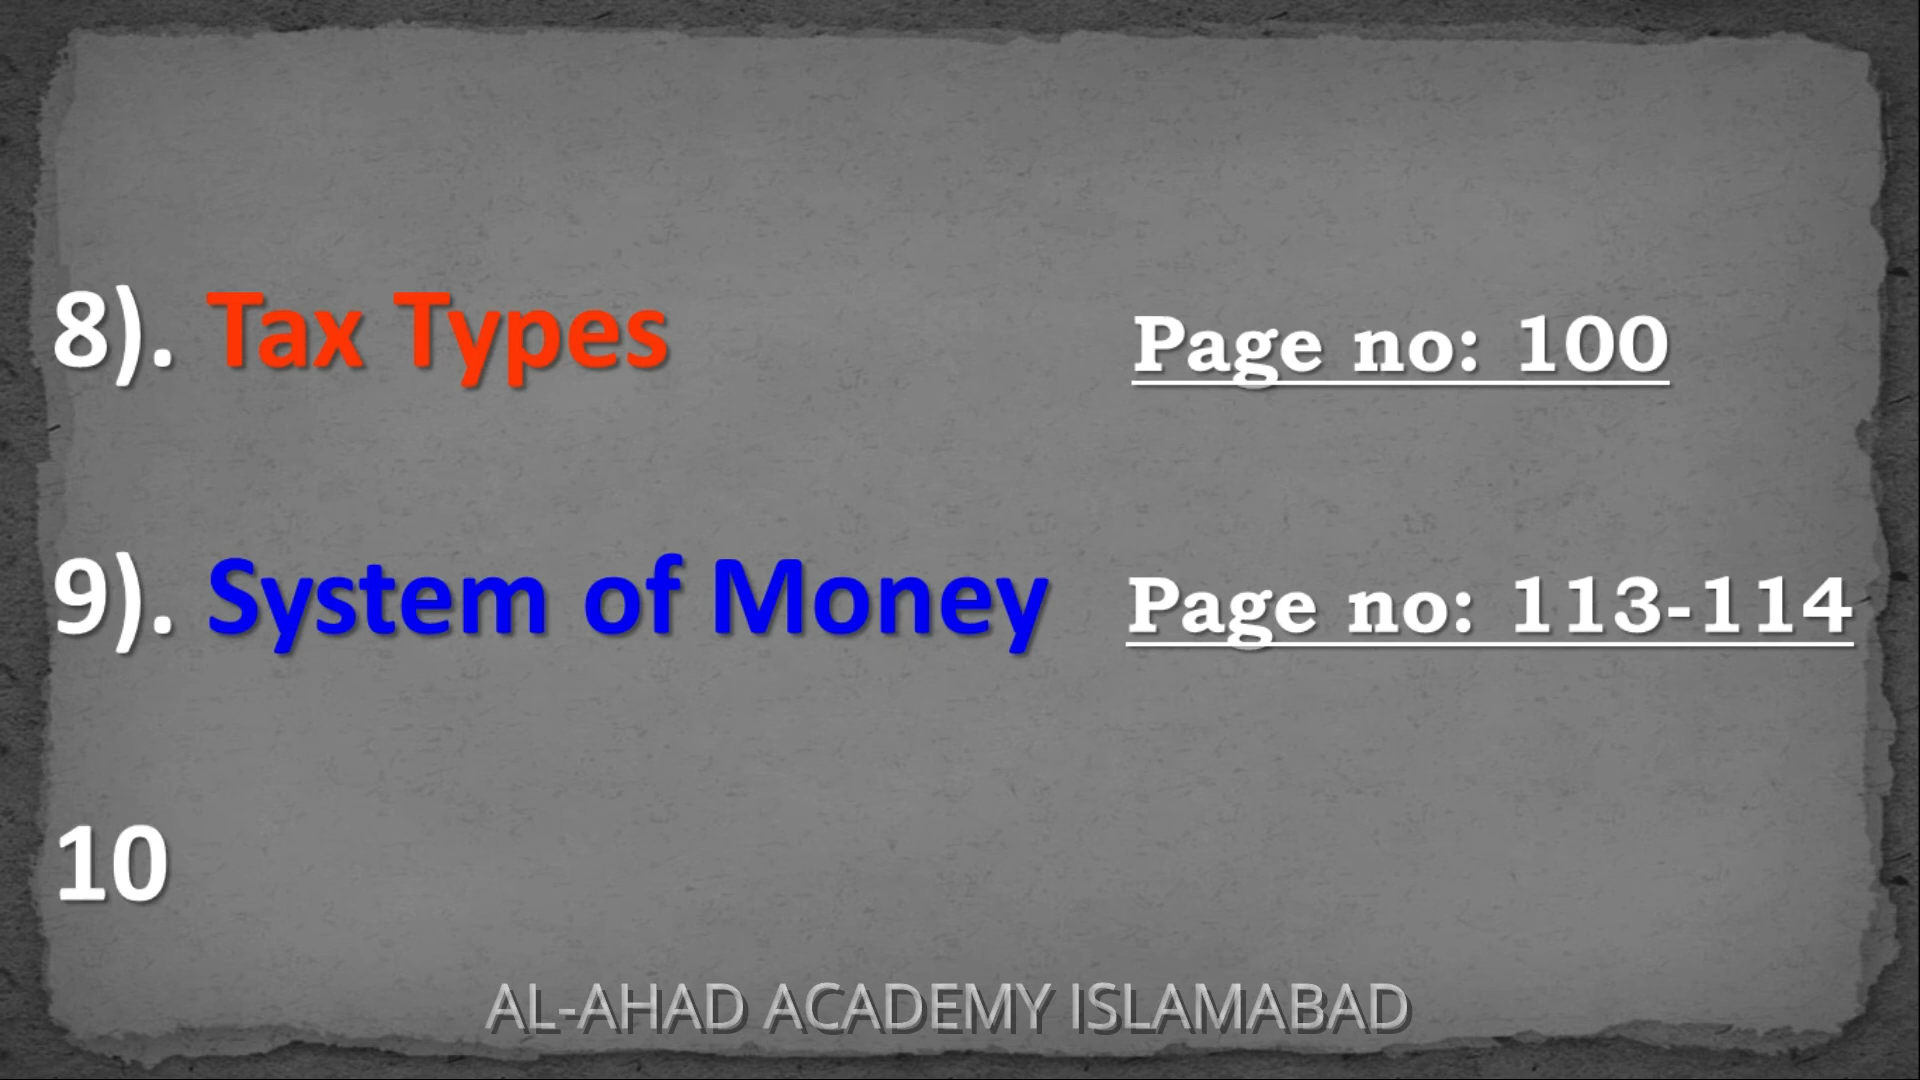 8). Tax Types Page no: 100
9). System of Money Page no: 113-114
10
AL-AHAD ACADEMY ISLAMABAD